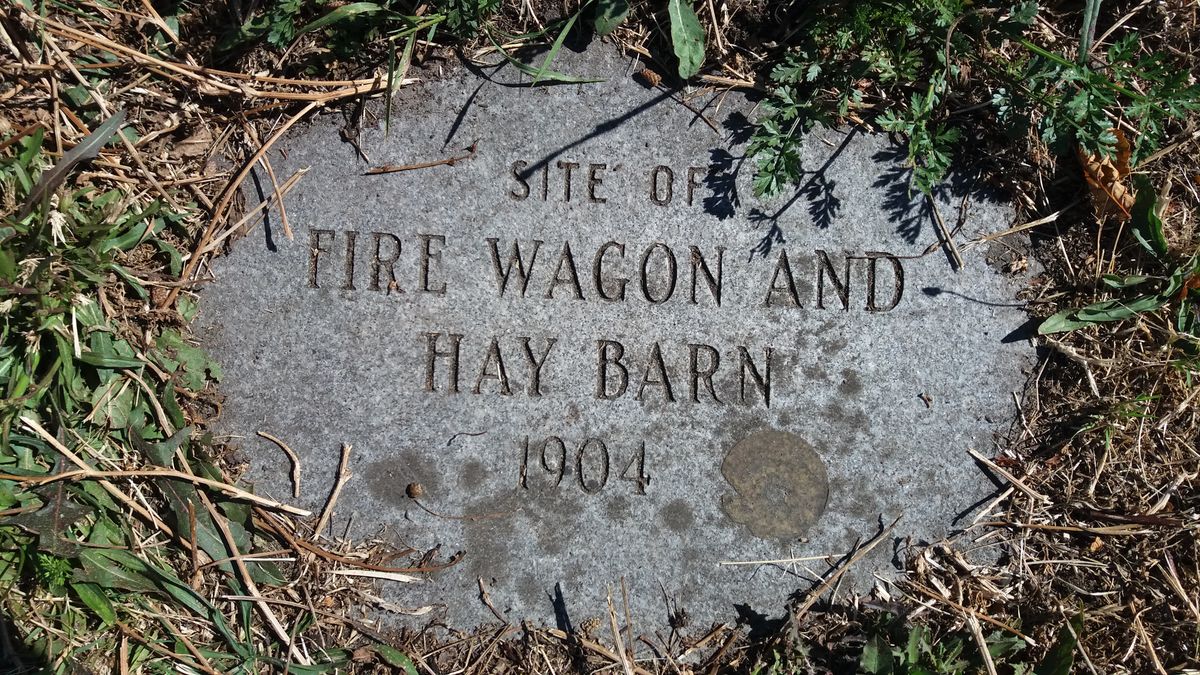 SITE OF
FIRE WAGON AND
HAY BARN
1904